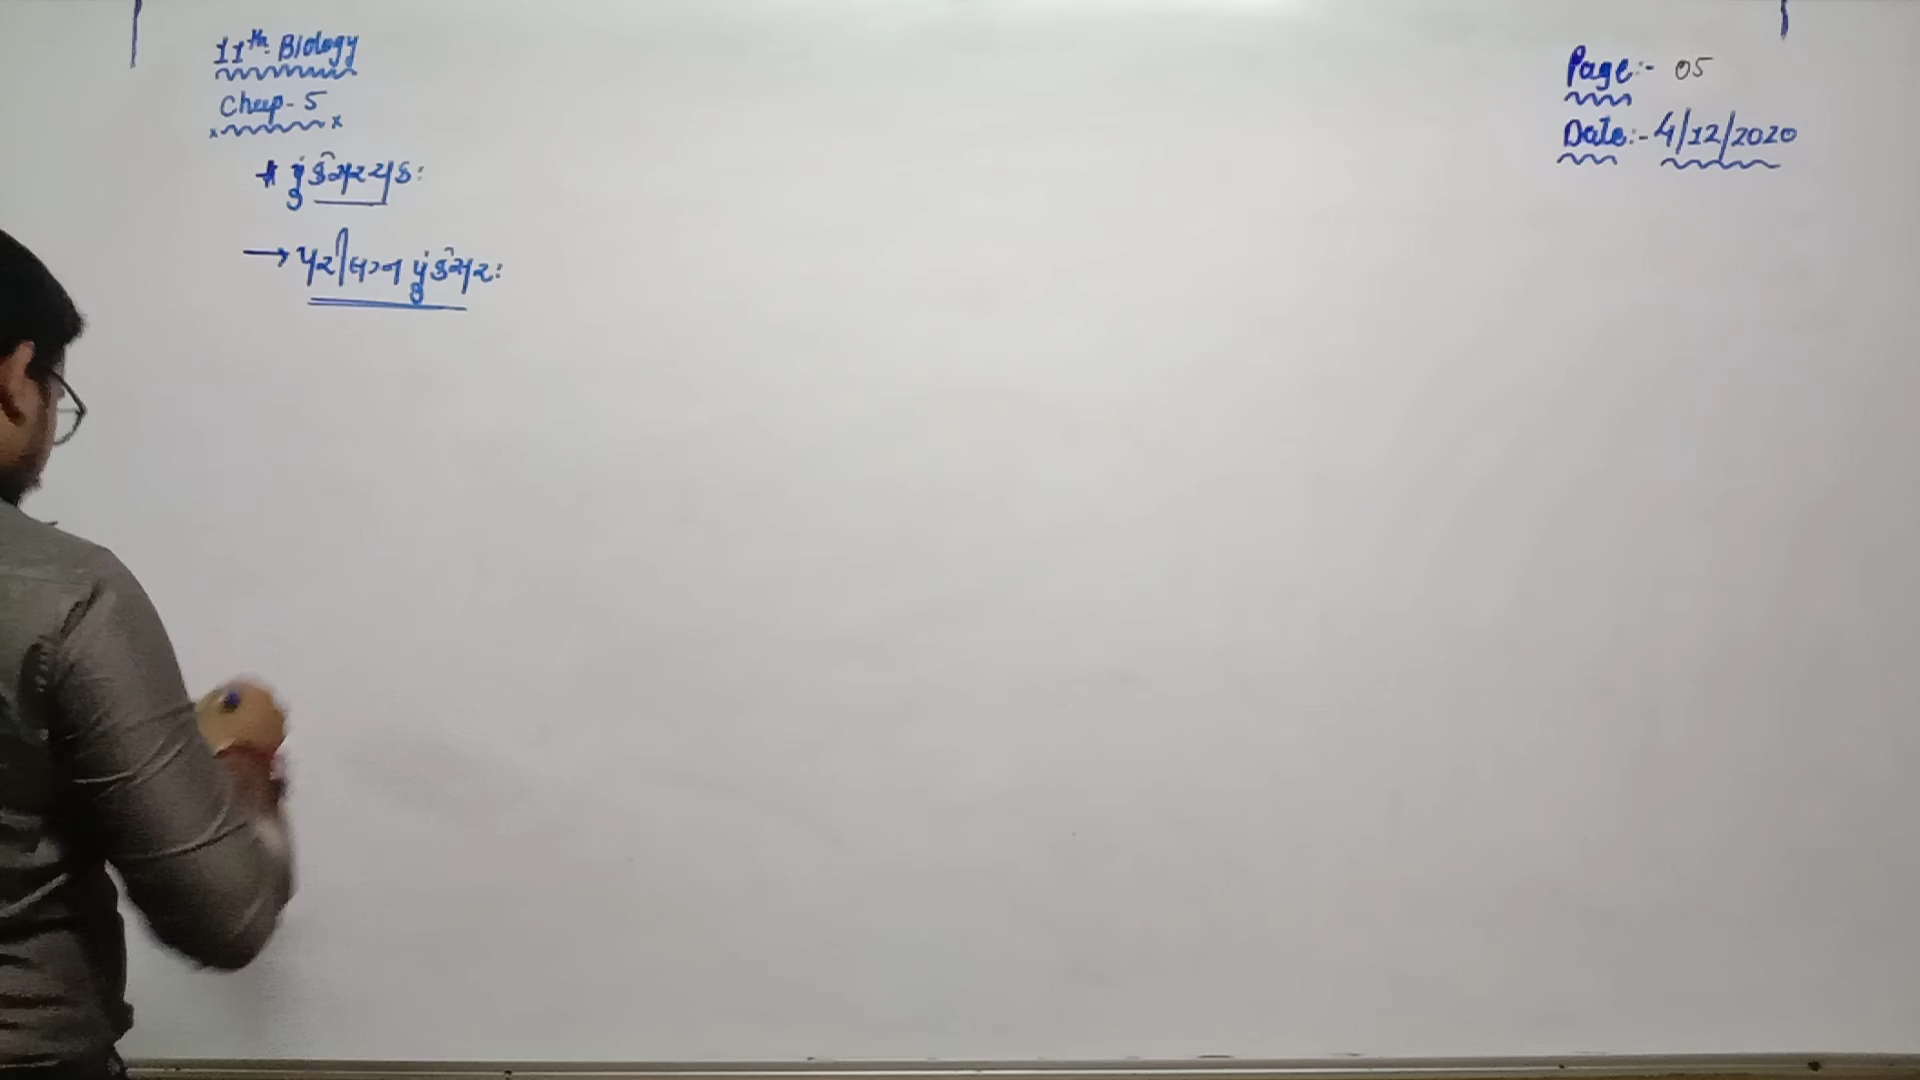 11th Biology
Chap - 5
* પુંકેસરચક્ર:
→ પરીલગ્ન પુંકેસર:
Page:- 05
Date:- 4/12/2020